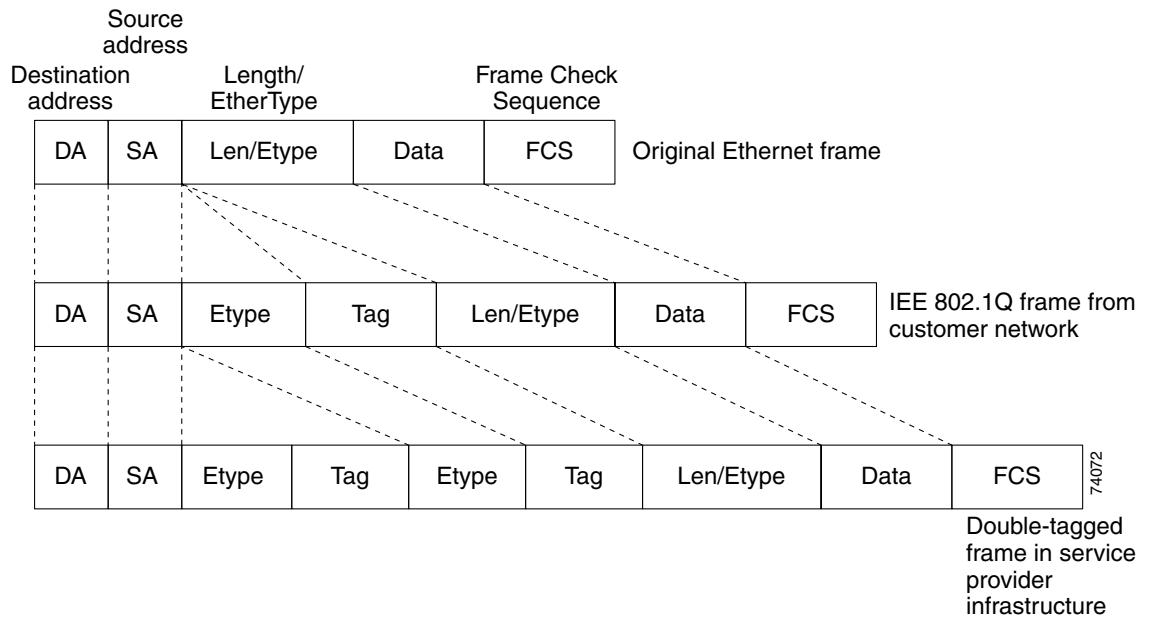 Source
address
Destination
address
Length/
EtherType
Frame Check
Sequence
DA SA Len/Etype Data FCS Original Ethernet frame
DA SA Etype Tag Len/Etype Data FCS
IEE 802.1Q frame from
customer network
DA SA Etype Tag Etype Tag Len/Etype Data FCS
74072
Double-tagged
frame in service
provider
infrastructure